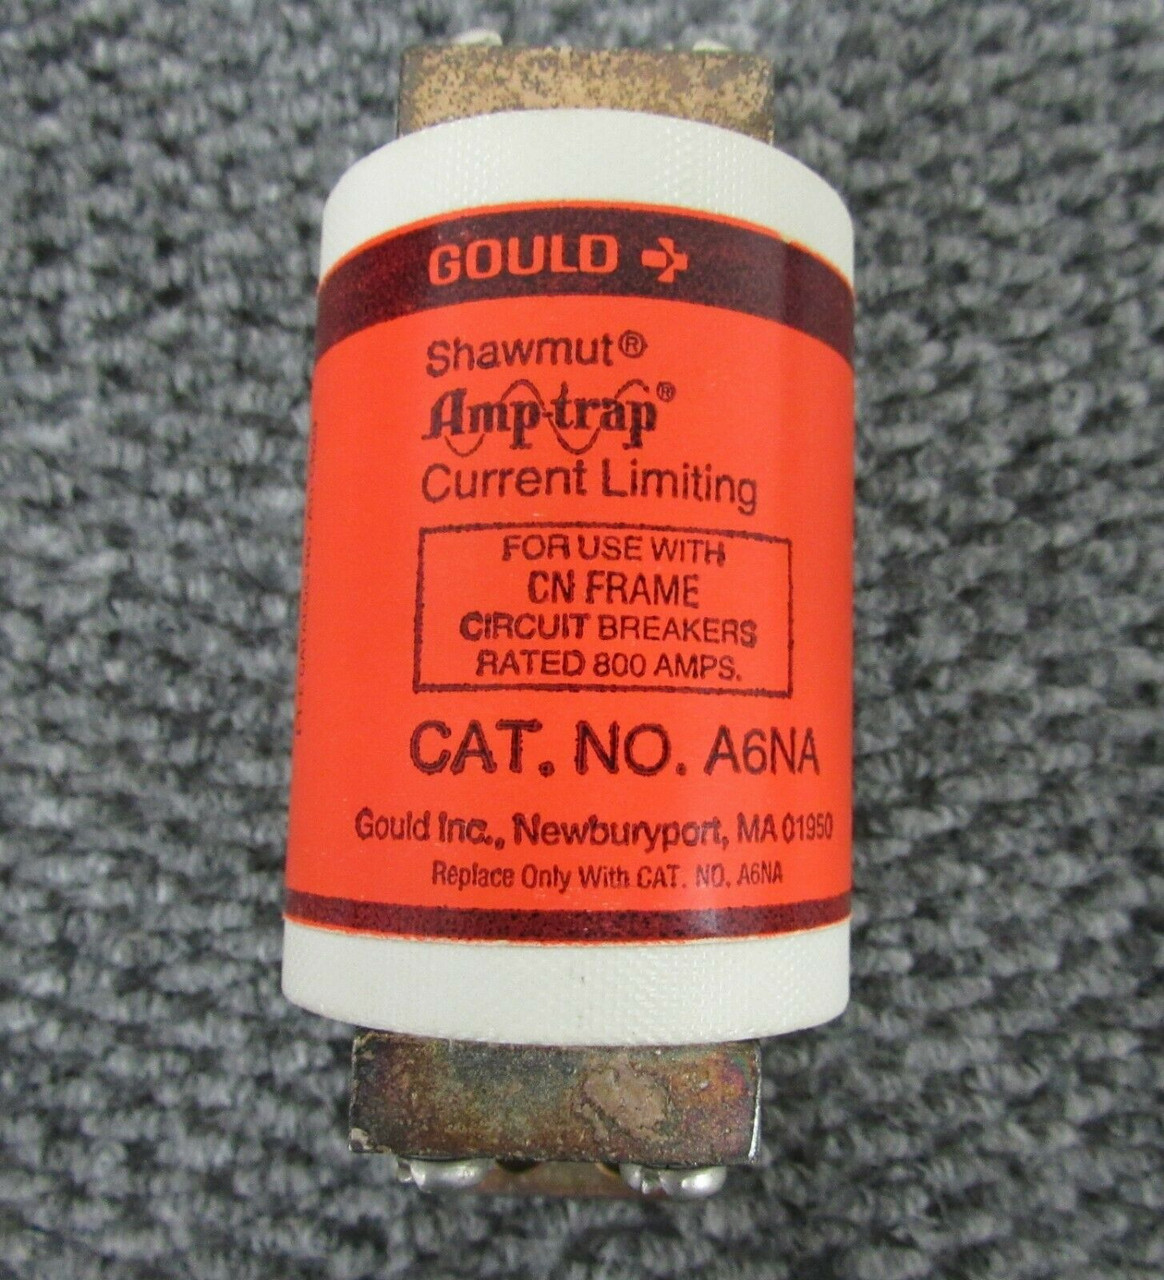 GOULD
Shawmut®
Amp-trap®
Current Limiting
FOR USE WITH
CN FRAME
CIRCUIT BREAKERS
RATED 800 AMPS.
CAT. NO. A6NA
Gould Inc., Newburyport, MA 01950
Replace Only With CAT. NO. A6NA